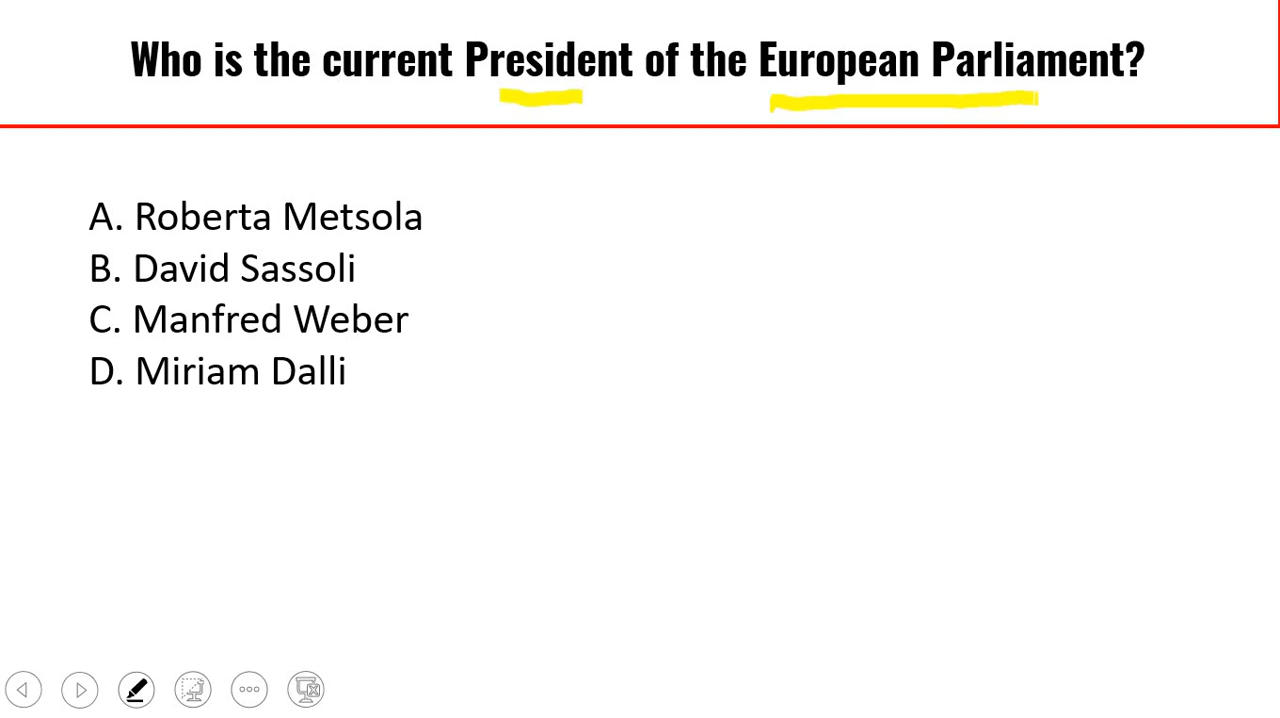 Who is the current President of the European Parliament?
A. Roberta Metsola
B. David Sassoli
C. Manfred Weber
D. Miriam Dalli